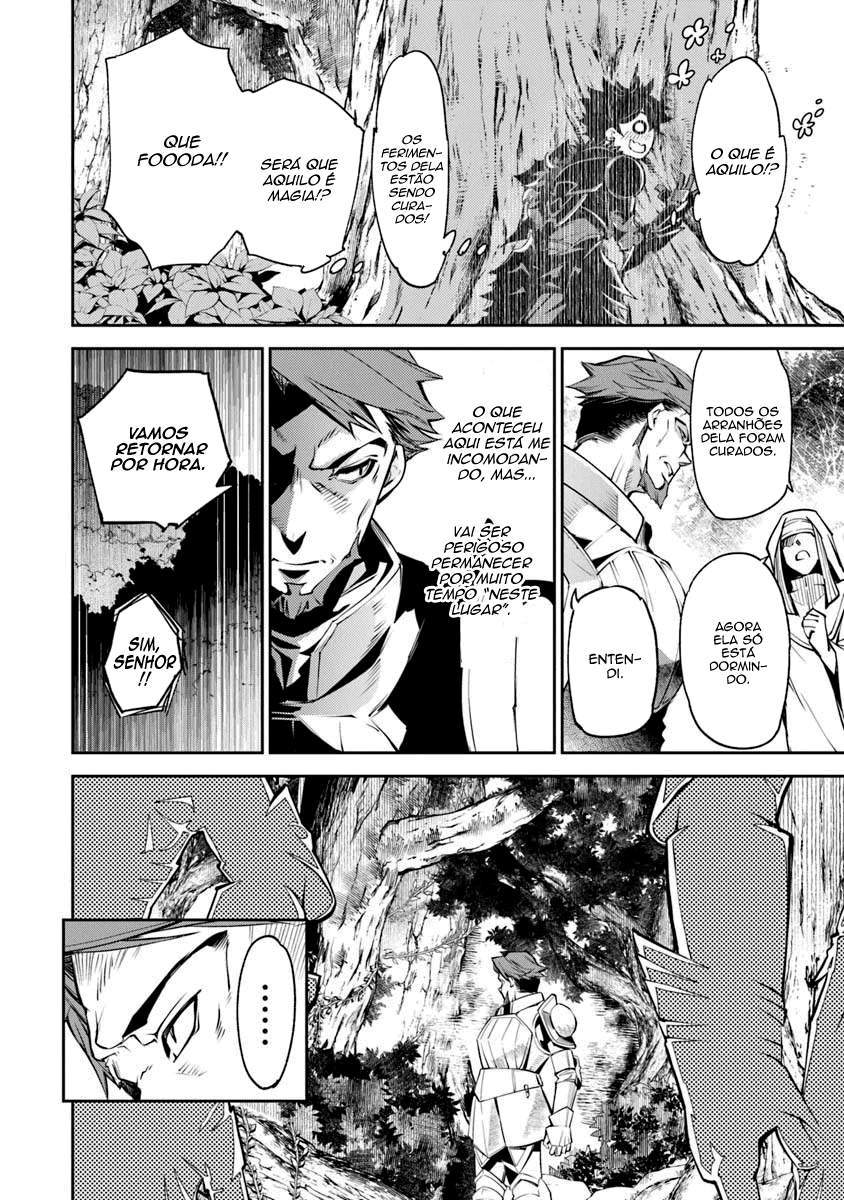 O QUE É
AQUILO!?
OS
FERIMEN-
TOS DELA
ESTÃO
SENDO
CURA-
DOS!
SERÁ QUE
AQUILO É
MAGIA!?
QUE
FOOODA!!
TODOS OS
ARRANHÕES
DELA FORAM
CURADOS.
AGORA
ELA SÓ
ESTÁ
DORMIN-
DO.
ENTEN-
DI.
O QUE
ACONTECEU
AQUI ESTÁ ME
INCOMODAN-
DO, MAS...
VAI SER
PERIGOSO
PERMANECER
POR MUITO
TEMPO "NESTE
LUGAR".
VAMOS
RETORNAR
POR HORA.
SIM,
SENHOR
!!
......